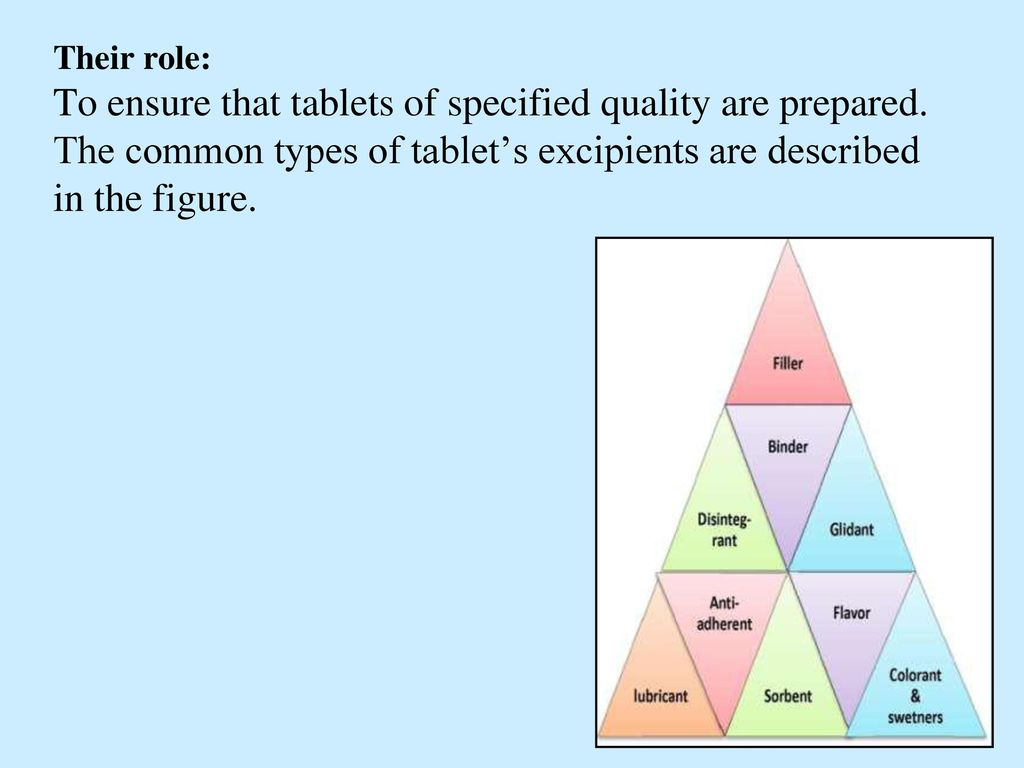 Their role:
To ensure that tablets of specified quality are prepared.
The common types of tablet’s excipients are described
in the figure.
Filler
Binder
Disinteg-
rant
Glidant
Anti-
adherent
Flavor
lubricant
Sorbent
Colorant
&
swetners